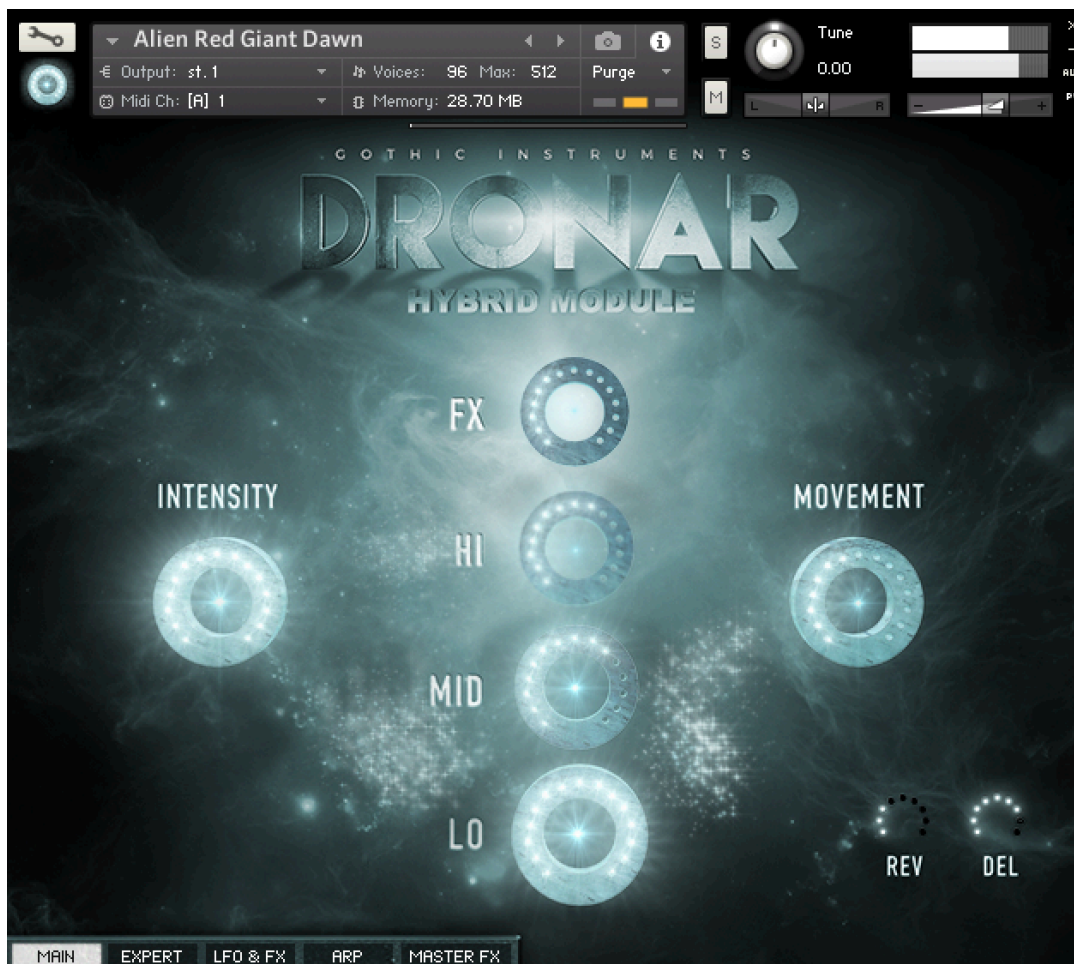 Alien Red Giant Dawn
S
Tune
Output: st. 1
Voices: 96 Max: 512
Purge
0.00
Midi Ch: [A] 1
Memory: 28.70 MB
M
L
R
- +
GOTHIC INSTRUMENTS
DRONAR
HYBRID MODULE
FX
INTENSITY
MOVEMENT
HI
MID
LO
REV
DEL
MAIN
EXPERT
LFO & FX
ARP
MASTER FX